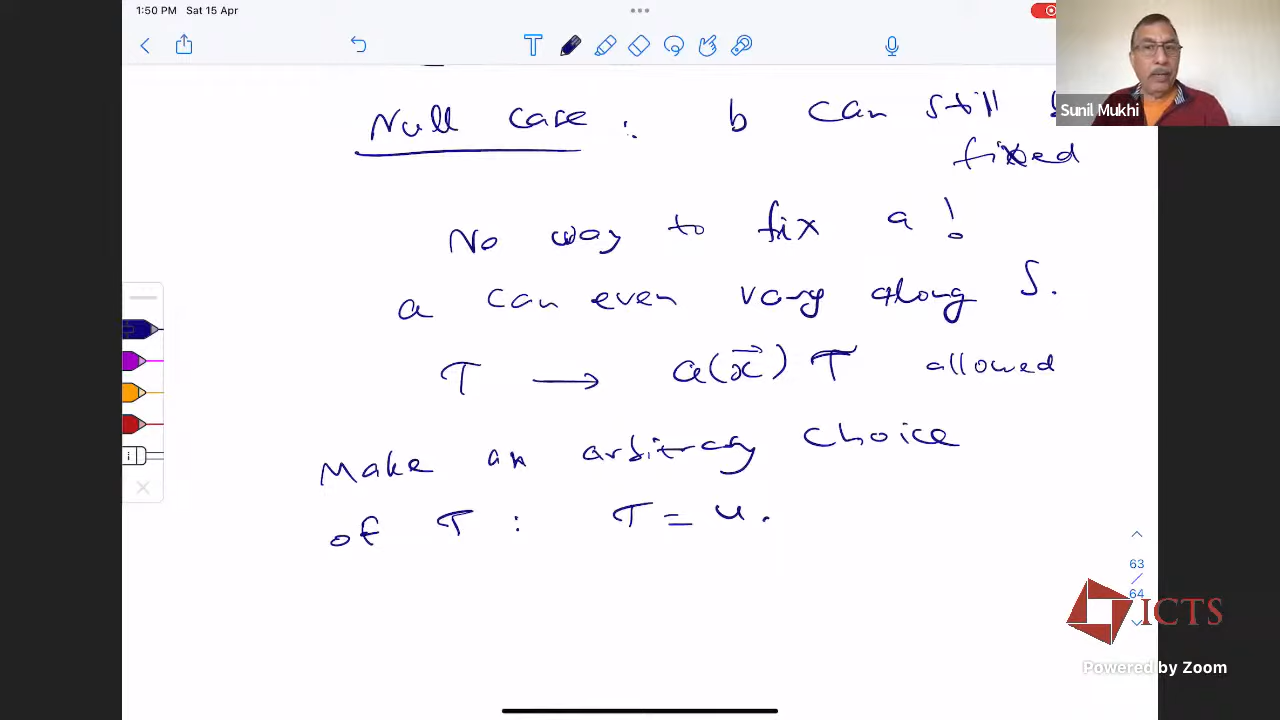 1:50 PM Sat 15 Apr
Sunil Mukhi
Null case : b can still
fixed
No way to fix a !
a can even vary along S.
τ → a(x⃗) τ allowed
Make an arbitrary choice
of τ : τ = u.
63
/
64
ICTS
Powered by Zoom